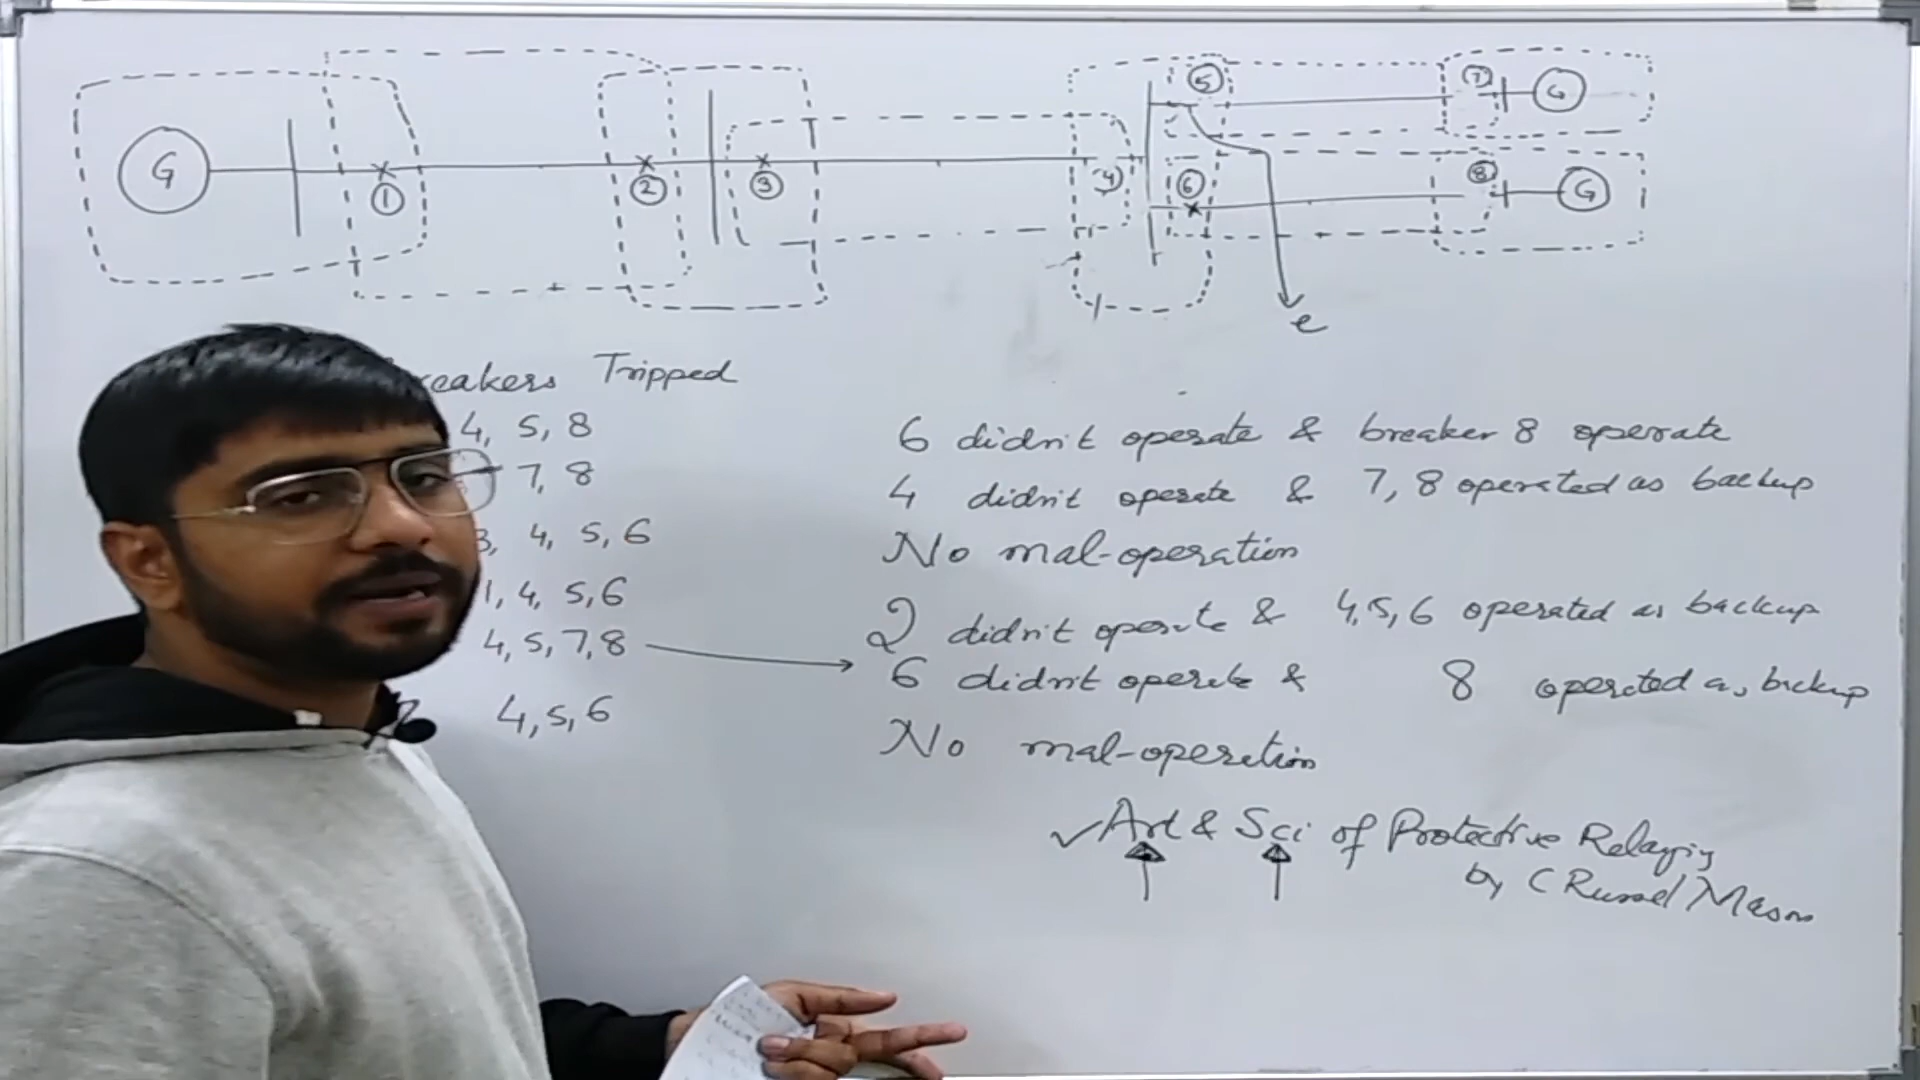 G
1
2
3
4
5
6
7
8
G
G
e
reakers Tripped
4, 5, 8
7, 8
3, 4, 5, 6
1, 4, 5,6
4,5,7,8
4,5,6
6 didn't operate & breaker 8 operate
4 didn't operate & 7, 8 operated as backup
No mal-operation
2 didn't operate & 4,5,6 operated as backup
6 didn't operate & 8 operated as backup
No mal-operation
✓Art & Sci of Protective Relaying
by C Russel Mason